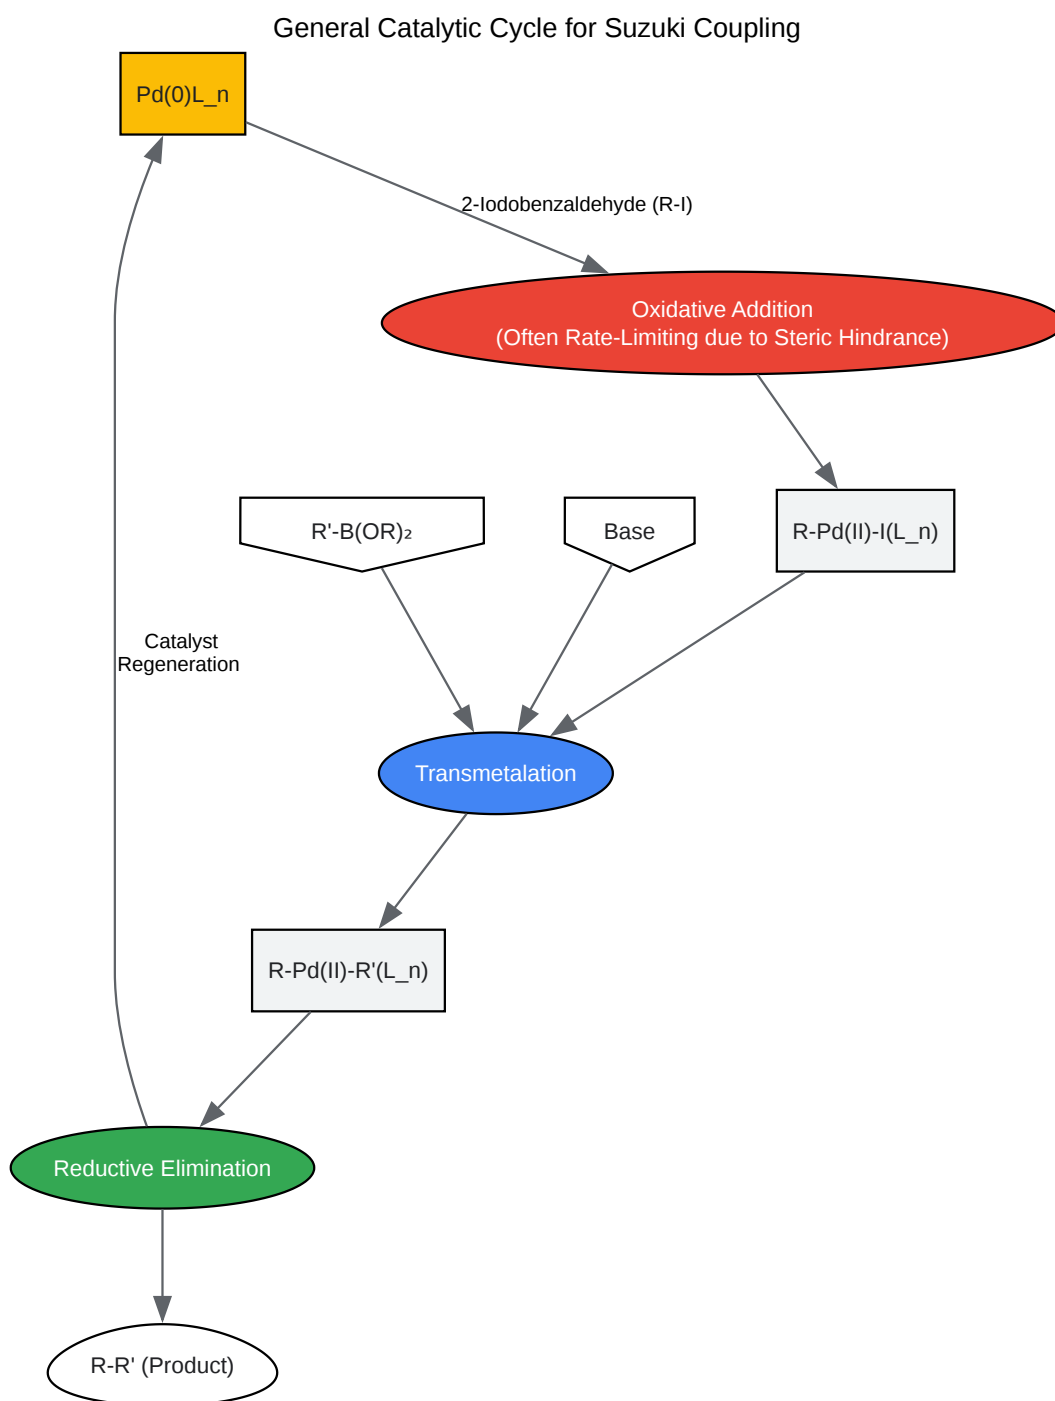 General Catalytic Cycle for Suzuki Coupling
Pd(0)L_n
2-Iodobenzaldehyde (R-I)
Oxidative Addition
(Often Rate-Limiting due to Steric Hindrance)
R'-B(OR)₂
Base
R-Pd(II)-I(L_n)
Catalyst
Regeneration
Transmetalation
R-Pd(II)-R'(L_n)
Reductive Elimination
R-R' (Product)